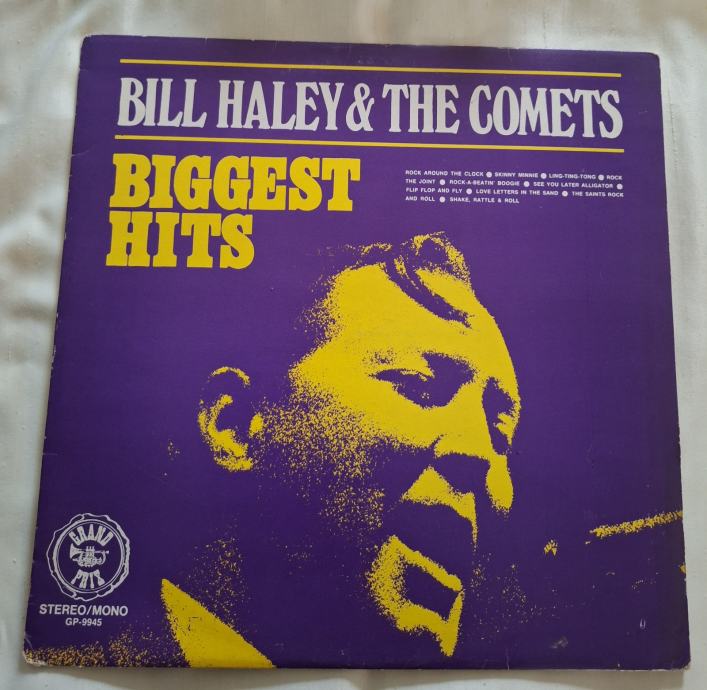 BILL HALEY & THE COMETS
BIGGEST
HITS
ROCK AROUND THE CLOCK ● SKINNY MINNIE ● LING-TING-TONG ● ROCK
THE JOINT ● ROCK-A-BEATIN' BOOGIE ● SEE YOU LATER ALLIGATOR ●
FLIP FLOP AND FLY ● LOVE LETTERS IN THE SAND ● THE SAINTS ROCK
AND ROLL ● SHAKE, RATTLE & ROLL
GRAND
PRIX
STEREO/MONO
GP-9945